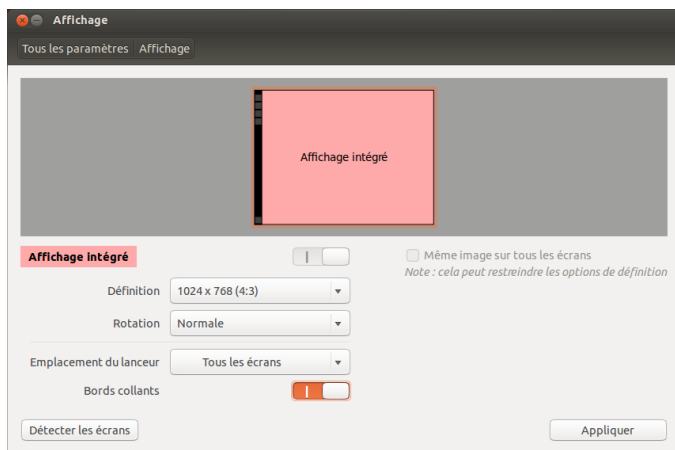 Affichage
Tous les paramètres Affichage
Affichage intégré
Affichage intégré
Même image sur tous les écrans
Note : cela peut restreindre les options de définition
Définition 1024 x 768 (4:3)
Rotation Normale
Emplacement du lanceur Tous les écrans
Bords collants
Détecter les écrans Appliquer